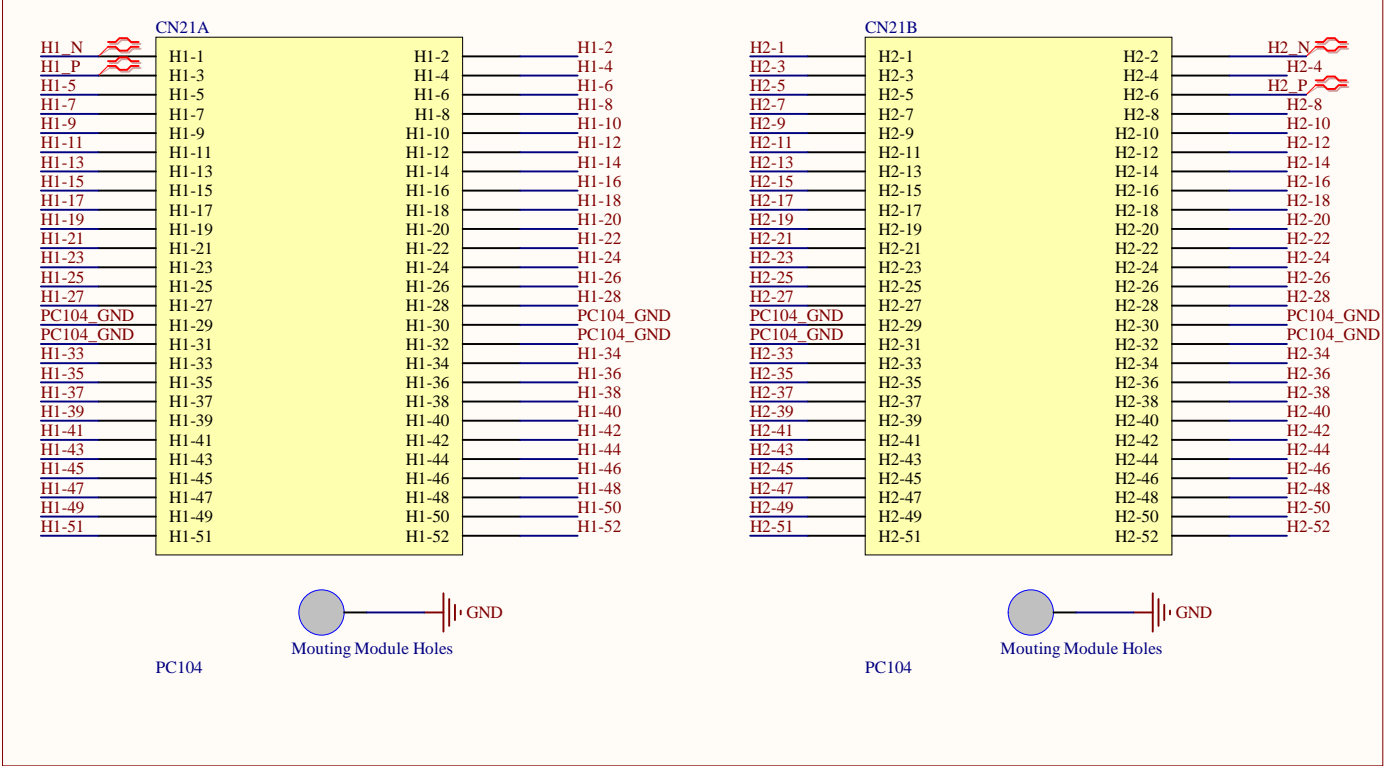 CN21A CN21B
H1_N H1-1 H1-2 H1-2 H2-1 H2-1 H2-2 H2_N
H1_P H1-3 H1-4 H1-4 H2-3 H2-3 H2-4 H2-4
H1-5 H1-5 H1-6 H1-6 H2-5 H2-5 H2-6 H2_P
H1-7 H1-7 H1-8 H1-8 H2-7 H2-7 H2-8 H2-8
H1-9 H1-9 H1-10 H1-10 H2-9 H2-9 H2-10 H2-10
H1-11 H1-11 H1-12 H1-12 H2-11 H2-11 H2-12 H2-12
H1-13 H1-13 H1-14 H1-14 H2-13 H2-13 H2-14 H2-14
H1-15 H1-15 H1-16 H1-16 H2-15 H2-15 H2-16 H2-16
H1-17 H1-17 H1-18 H1-18 H2-17 H2-17 H2-18 H2-18
H1-19 H1-19 H1-20 H1-20 H2-19 H2-19 H2-20 H2-20
H1-21 H1-21 H1-22 H1-22 H2-21 H2-21 H2-22 H2-22
H1-23 H1-23 H1-24 H1-24 H2-23 H2-23 H2-24 H2-24
H1-25 H1-25 H1-26 H1-26 H2-25 H2-25 H2-26 H2-26
H1-27 H1-27 H1-28 H1-28 H2-27 H2-27 H2-28 H2-28
PC104_GND H1-29 H1-30 PC104_GND PC104_GND H2-29 H2-30 PC104_GND
PC104_GND H1-31 H1-32 PC104_GND PC104_GND H2-31 H2-32 PC104_GND
H1-33 H1-33 H1-34 H1-34 H2-33 H2-33 H2-34 H2-34
H1-35 H1-35 H1-36 H1-36 H2-35 H2-35 H2-36 H2-36
H1-37 H1-37 H1-38 H1-38 H2-37 H2-37 H2-38 H2-38
H1-39 H1-39 H1-40 H1-40 H2-39 H2-39 H2-40 H2-40
H1-41 H1-41 H1-42 H1-42 H2-41 H2-41 H2-42 H2-42
H1-43 H1-43 H1-44 H1-44 H2-43 H2-43 H2-44 H2-44
H1-45 H1-45 H1-46 H1-46 H2-45 H2-45 H2-46 H2-46
H1-47 H1-47 H1-48 H1-48 H2-47 H2-47 H2-48 H2-48
H1-49 H1-49 H1-50 H1-50 H2-49 H2-49 H2-50 H2-50
H1-51 H1-51 H1-52 H1-52 H2-51 H2-51 H2-52 H2-52
GND GND
Mouting Module Holes Mouting Module Holes
PC104 PC104